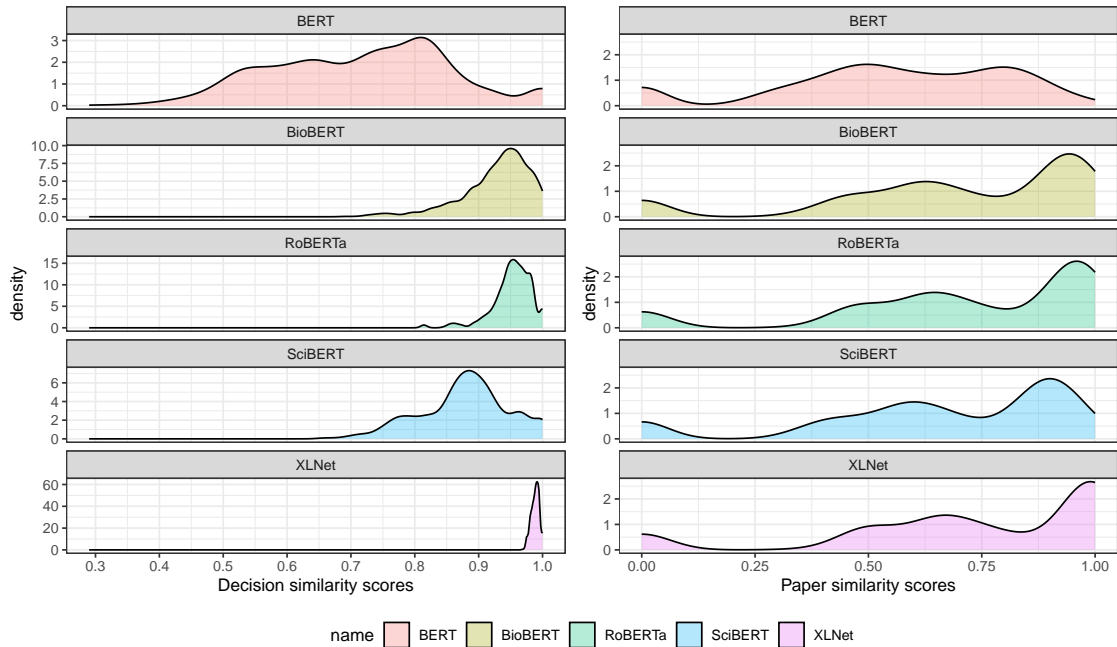 BERT
3
2
1
0
BioBERT
10.0
7.5
5.0
2.5
0.0
RoBERTa
15
10
5
0
SciBERT
6
4
2
0
XLNet
60
40
20
0
0.3 0.4 0.5 0.6 0.7 0.8 0.9 1.0
Decision similarity scores
density
BERT
2
1
0
BioBERT
2
1
0
RoBERTa
2
1
0
SciBERT
2
1
0
XLNet
2
1
0
0.00 0.25 0.50 0.75 1.00
Paper similarity scores
density
name BERT BioBERT RoBERTa SciBERT XLNet